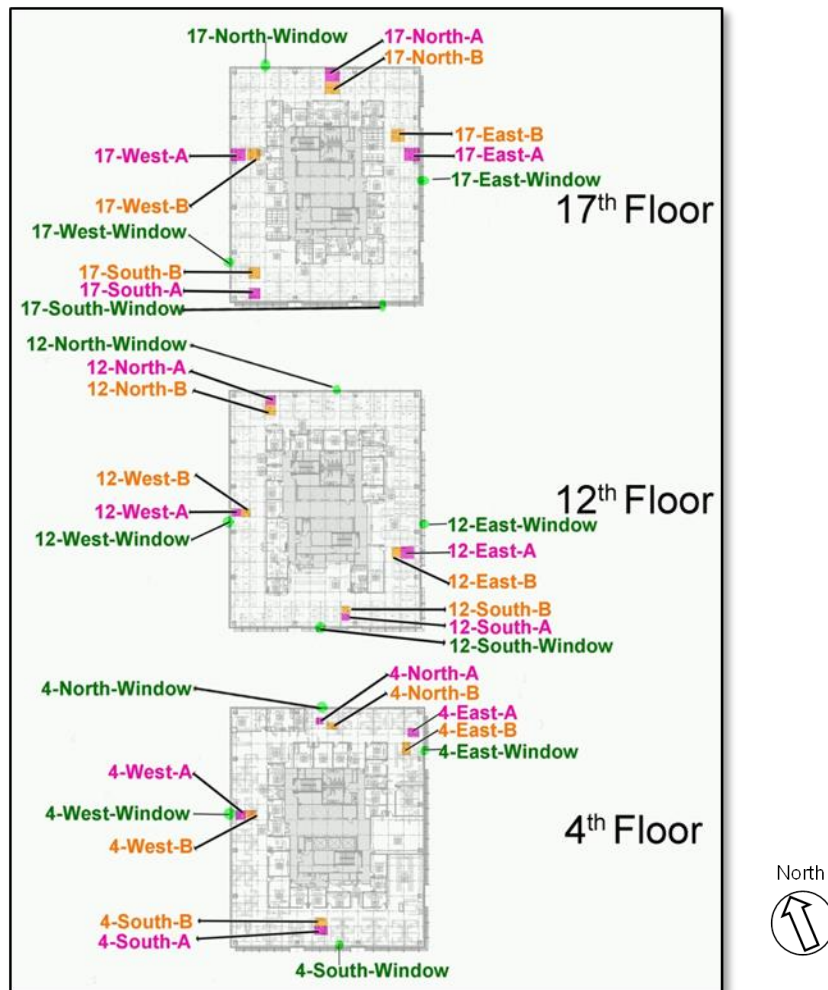 17-North-Window
17-North-A
17-North-B
17-East-B
17-West-A
17-East-A
17-East-Window
17-West-B
17th Floor
17-West-Window
17-South-B
17-South-A
17-South-Window
12-North-Window
12-North-A
12-North-B
12-West-B
12th Floor
12-West-A
12-East-Window
12-West-Window
12-East-A
12-East-B
12-South-B
12-South-A
12-South-Window
4-North-A
4-North-Window
4-North-B
4-East-A
4-East-B
4-East-Window
4-West-A
4-West-Window
4th Floor
4-West-B
North
4-South-B
4-South-A
4-South-Window